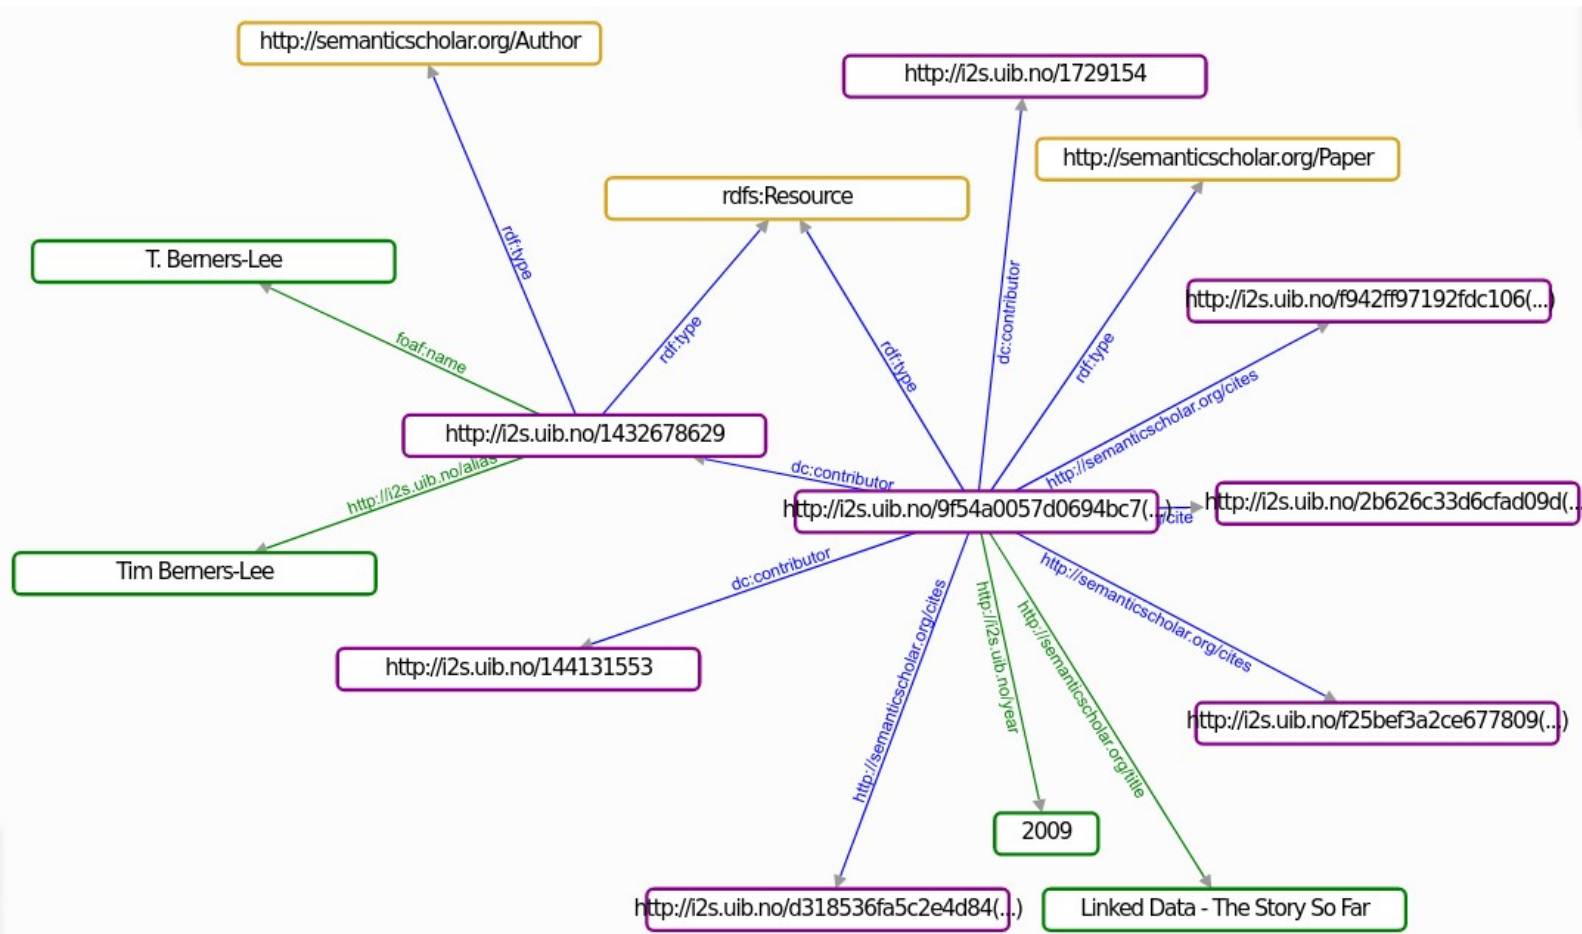 http://semanticscholar.org/Author
http://i2s.uib.no/1729154
http://semanticscholar.org/Paper
rdfs:Resource
T. Berners-Lee
rdf:type
dc:contributor
http://i2s.uib.no/f942ff97192fdc106(...)
foaf:name
rdf:type
rdf:type
rdf:type
http://semanticscholar.org/cites
http://i2s.uib.no/1432678629
http://i2s.uib.no/alias
dc:contributor
http://i2s.uib.no/9f54a0057d0694bc7(...)
/cite
http://i2s.uib.no/2b626c33d6cfad09d(...
Tim Berners-Lee
dc:contributor
http://semanticscholar.org/cites
http://i2s.uib.no/144131553
http://semanticscholar.org/cites
http://i2s.uib.no/year
http://semanticscholar.org/title
http://i2s.uib.no/f25bef3a2ce677809(...)
2009
http://i2s.uib.no/d318536fa5c2e4d84(...)
Linked Data - The Story So Far